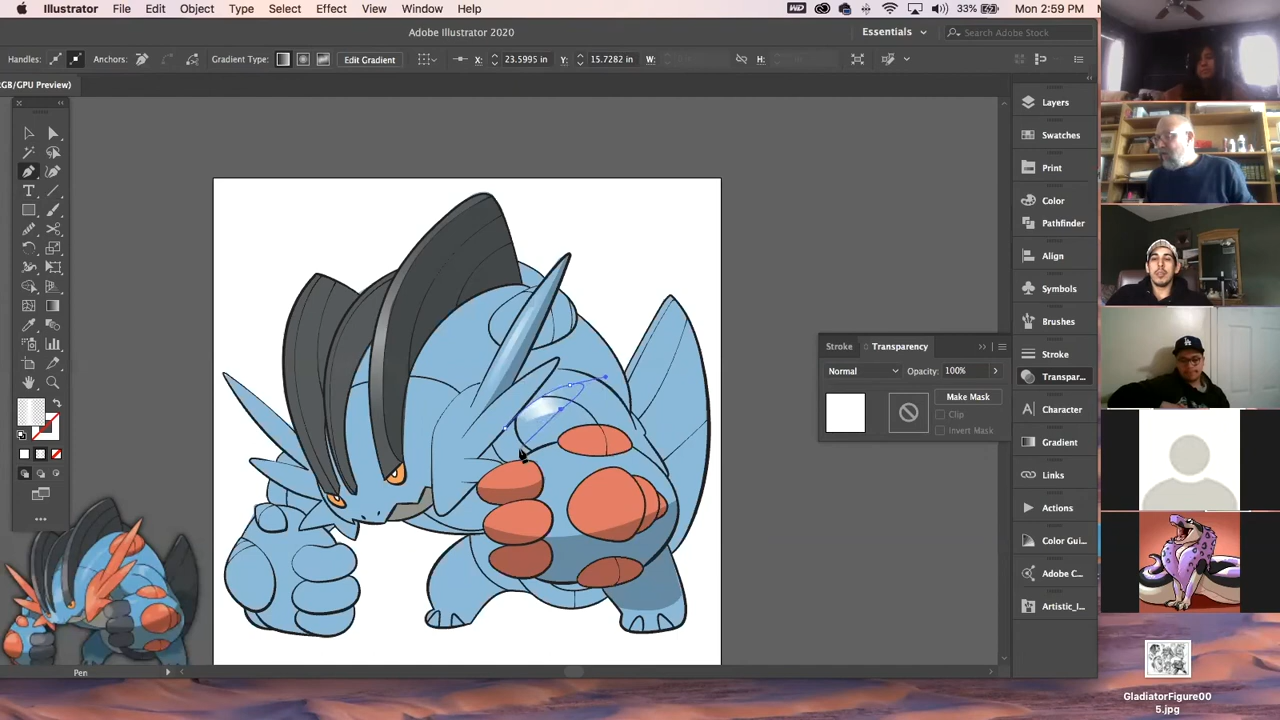 Illustrator File Edit Object Type Select Effect View Window Help 33% Mon 2:59 PM
Adobe Illustrator 2020
Essentials
Search Adobe Stock
Handles: Anchors: Gradient Type: Edit Gradient X: 23.5995 in Y: 15.7282 in W: H:
RGB/GPU Preview)
Layers
Swatches
Print
Color
Pathfinder
Align
Symbols
Brushes
Stroke
Transpar...
Character
Gradient
Links
Actions
Color Gui...
Adobe C...
Artistic_I...
Stroke Transparency
Normal Opacity: 100%
Make Mask
Clip
Invert Mask
Pen
GladiatorFigure00
5.jpg